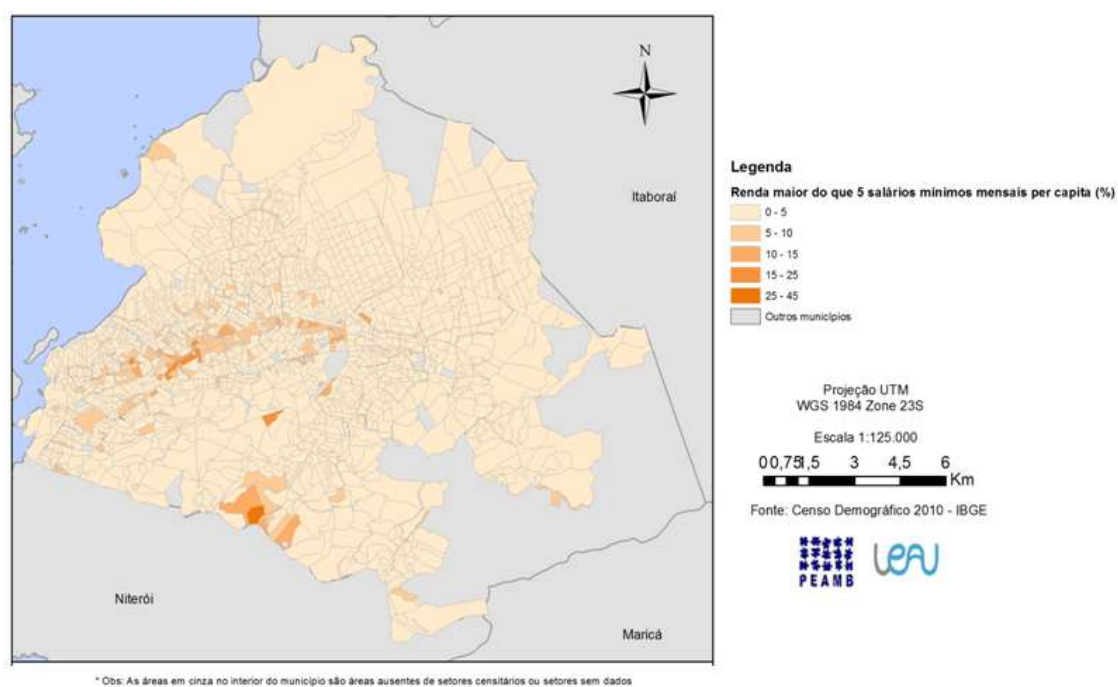 N
Itaboraí
Niterói
Maricá
Legenda
Renda maior do que 5 salários mínimos mensais per capita (%)
0 - 5
5 - 10
10 - 15
15 - 25
25 - 45
Outros municípios
Projeção UTM
WGS 1984 Zone 23S
Escala 1:125.000
0 0,75 1,5 3 4,5 6
Km
Fonte: Censo Demográfico 2010 - IBGE
PEAMB
* Obs: As áreas em cinza no interior do município são áreas ausentes de setores censitários ou setores sem dados